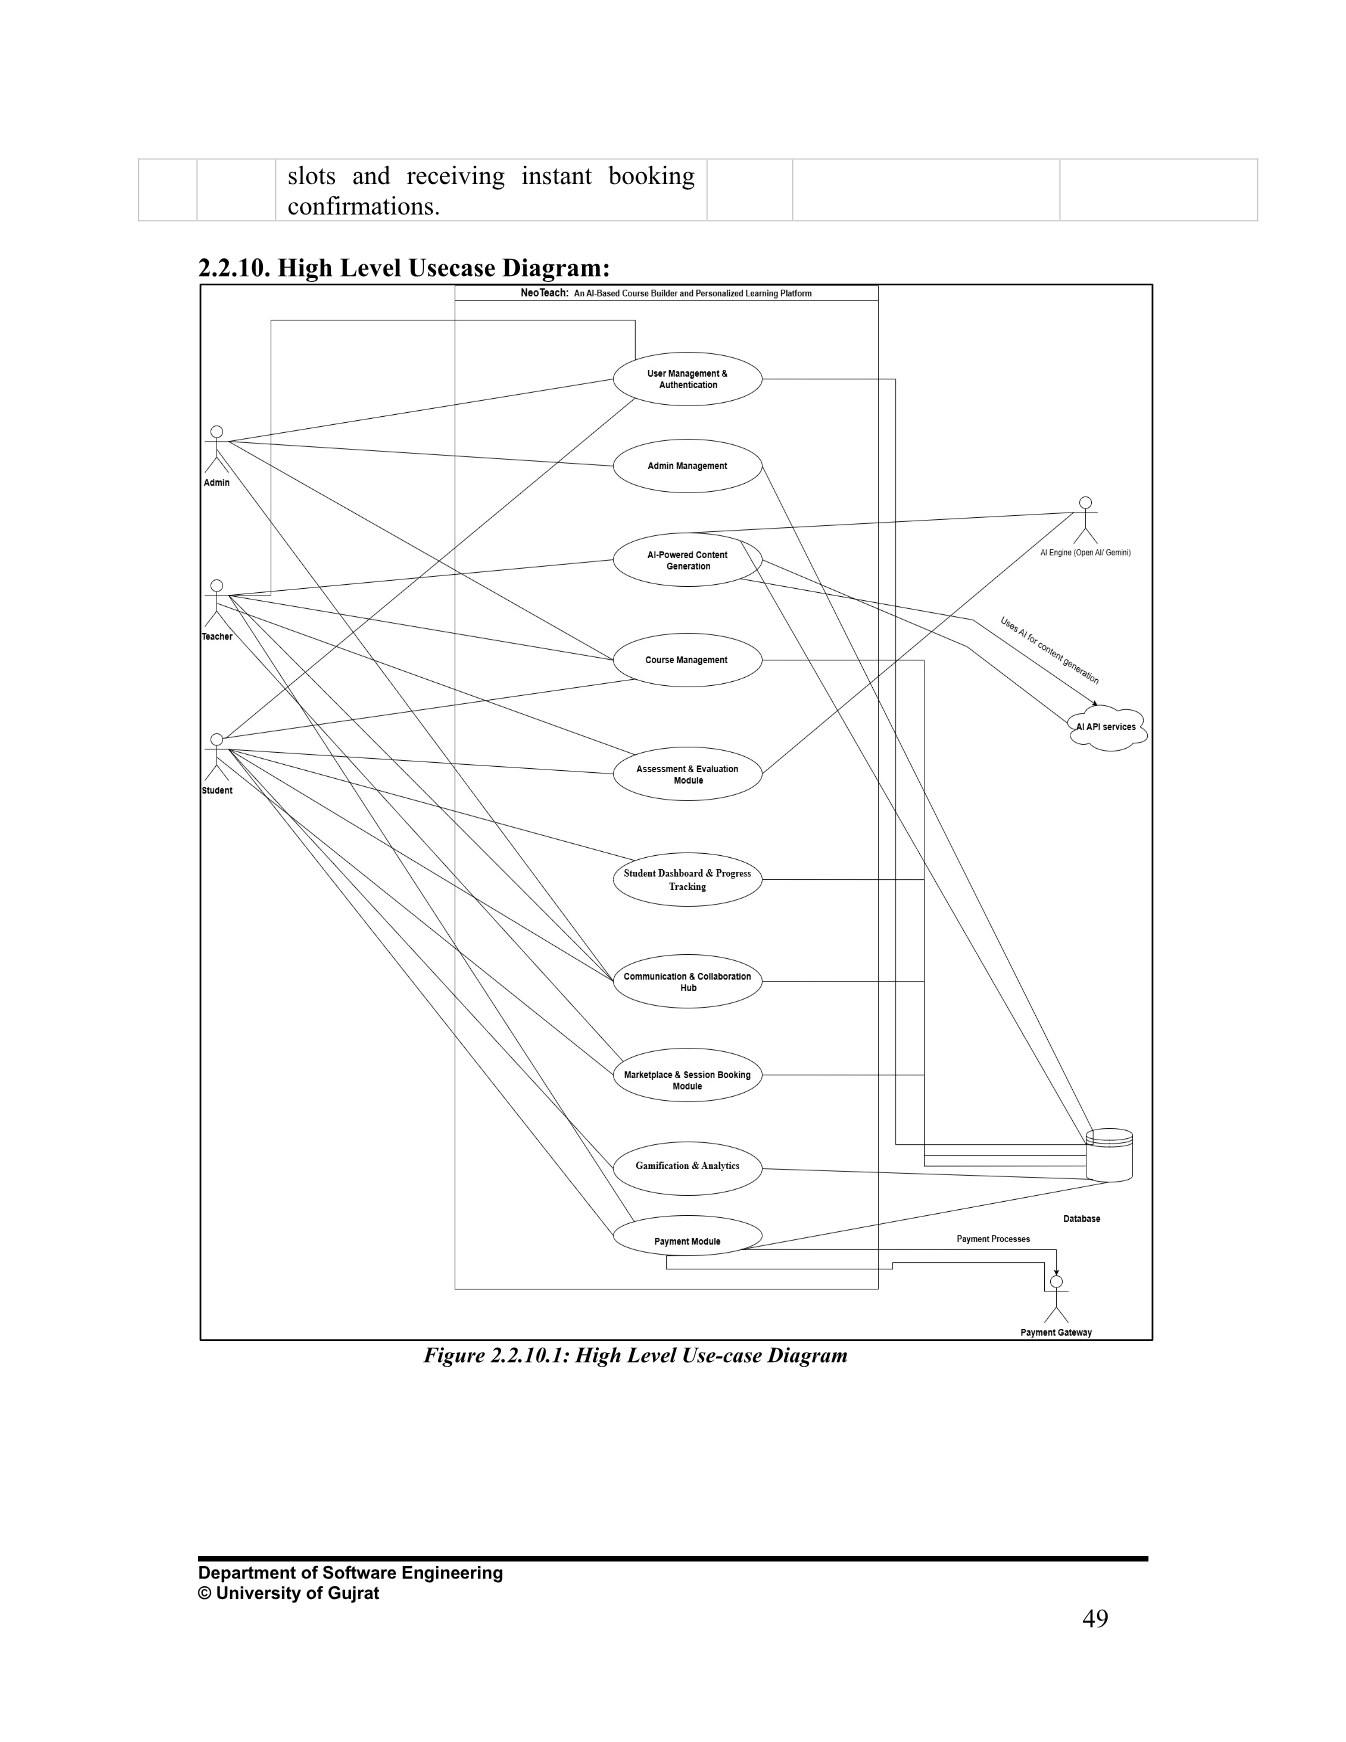 slots and receiving instant booking
confirmations.
2.2.10. High Level Usecase Diagram:
NeoTeach: An AI-Based Course Builder and Personalized Learning Platform
User Management &
Authentication
Admin
Admin Management
AI-Powered Content
Generation
AI Engine (Open AI/ Gemini)
Teacher
Uses AI for content generation
Course Management
AI API services
Student
Assessment & Evaluation
Module
Student Dashboard & Progress
Tracking
Communication & Collaboration
Hub
Marketplace & Session Booking
Module
Gamification & Analytics
Database
Payment Module
Payment Processes
Payment Gateway
Figure 2.2.10.1: High Level Use-case Diagram
Department of Software Engineering
© University of Gujrat
49